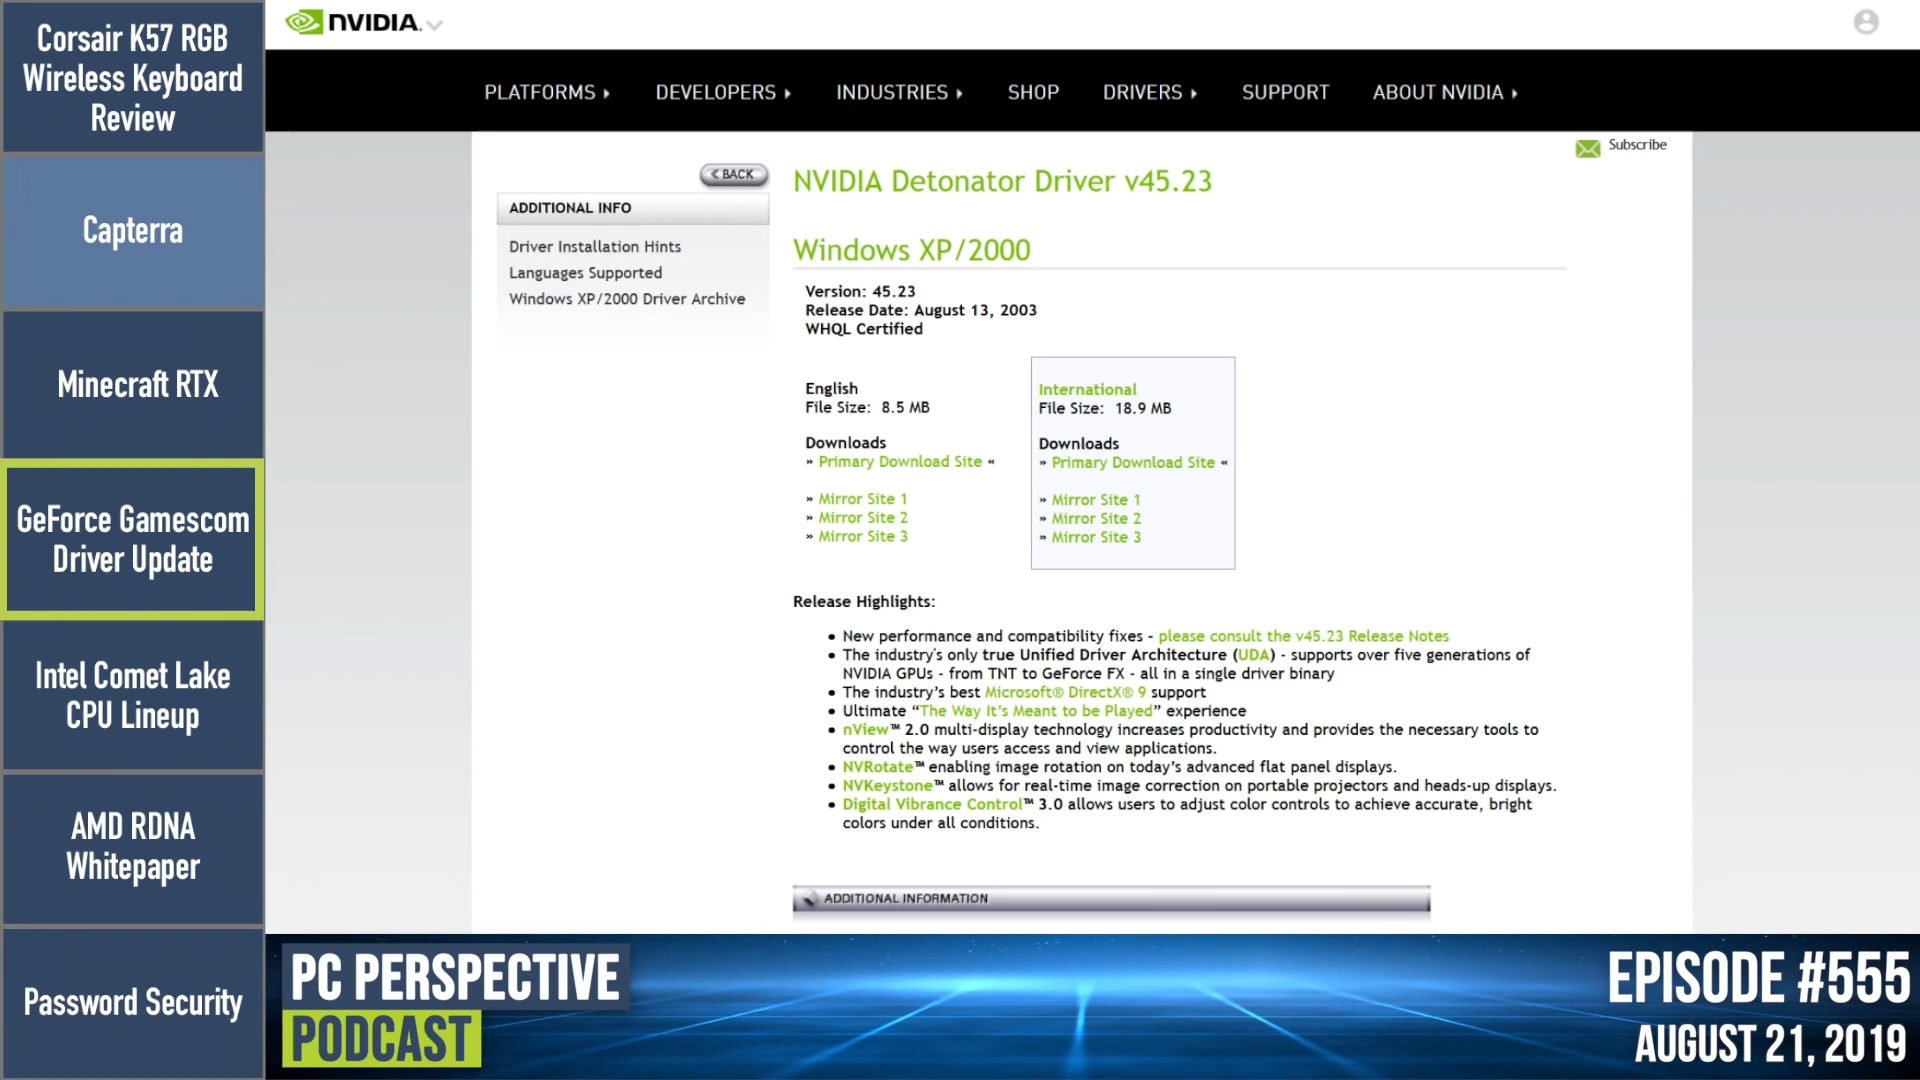 Corsair K57 RGB
Wireless Keyboard
Review
Capterra
Minecraft RTX
GeForce Gamescom
Driver Update
Intel Comet Lake
CPU Lineup
AMD RDNA
Whitepaper
Password Security
NVIDIA.
PLATFORMS DEVELOPERS INDUSTRIES SHOP DRIVERS SUPPORT ABOUT NVIDIA
Subscribe
BACK
ADDITIONAL INFO
Driver Installation Hints
Languages Supported
Windows XP/2000 Driver Archive
NVIDIA Detonator Driver v45.23
Windows XP/2000
Version: 45.23
Release Date: August 13, 2003
WHQL Certified
English
File Size: 8.5 MB
Downloads
» Primary Download Site «
» Mirror Site 1
» Mirror Site 2
» Mirror Site 3
International
File Size: 18.9 MB
Downloads
» Primary Download Site «
» Mirror Site 1
» Mirror Site 2
» Mirror Site 3
Release Highlights:
• New performance and compatibility fixes - please consult the v45.23 Release Notes
• The industry's only true Unified Driver Architecture (UDA) - supports over five generations of
NVIDIA GPUs - from TNT to GeForce FX - all in a single driver binary
• The industry’s best Microsoft® DirectX® 9 support
• Ultimate “The Way It’s Meant to be Played” experience
• nView™ 2.0 multi-display technology increases productivity and provides the necessary tools to
control the way users access and view applications.
• NVRotate™ enabling image rotation on today’s advanced flat panel displays.
• NVKeystone™ allows for real-time image correction on portable projectors and heads-up displays.
• Digital Vibrance Control™ 3.0 allows users to adjust color controls to achieve accurate, bright
colors under all conditions.
ADDITIONAL INFORMATION
PC PERSPECTIVE
PODCAST
EPISODE #555
AUGUST 21, 2019